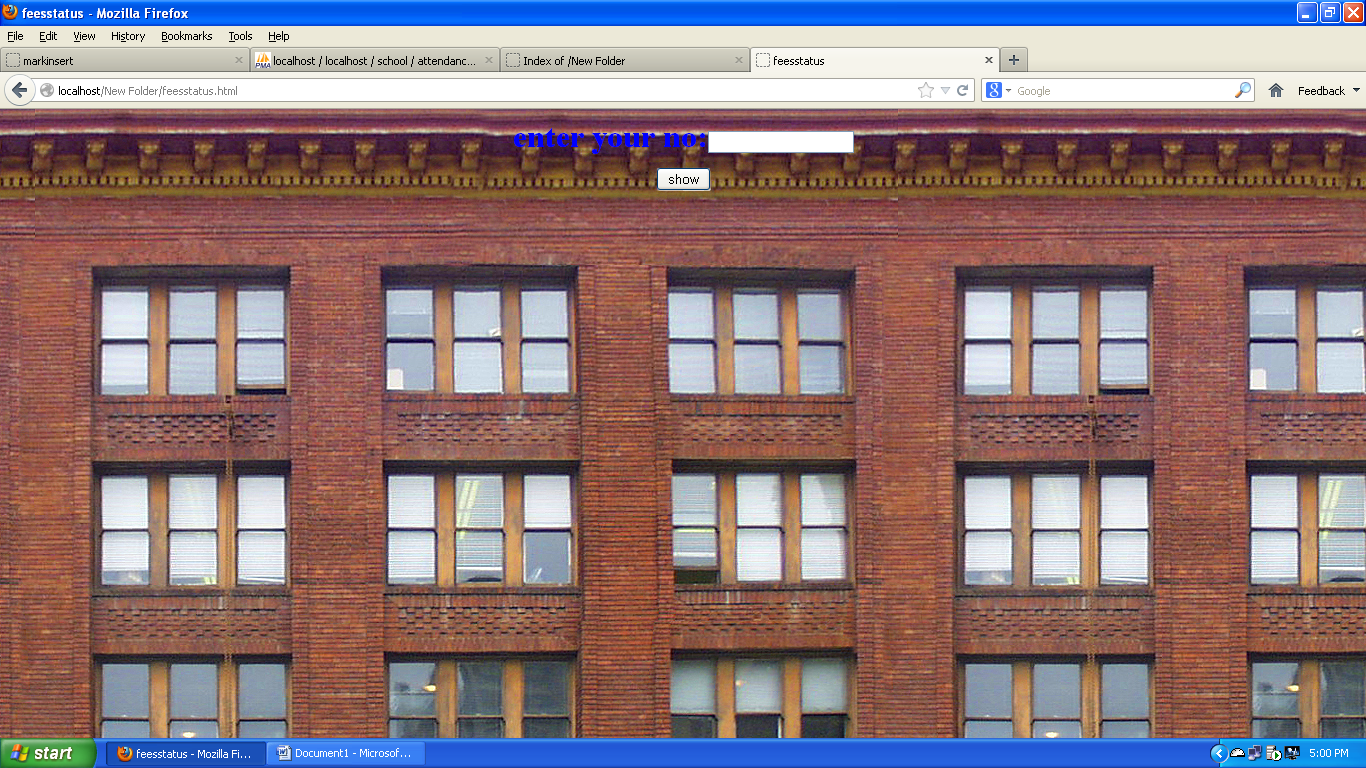 feesstatus - Mozilla Firefox
File Edit View History Bookmarks Tools Help
markinsert
localhost / localhost / school / attendanc...
Index of /New Folder
feesstatus
localhost/New Folder/feesstatus.html
Google
Feedback
enter your no:
show
start
feesstatus - Mozilla Fi...
Document1 - Microsof...
5:00 PM